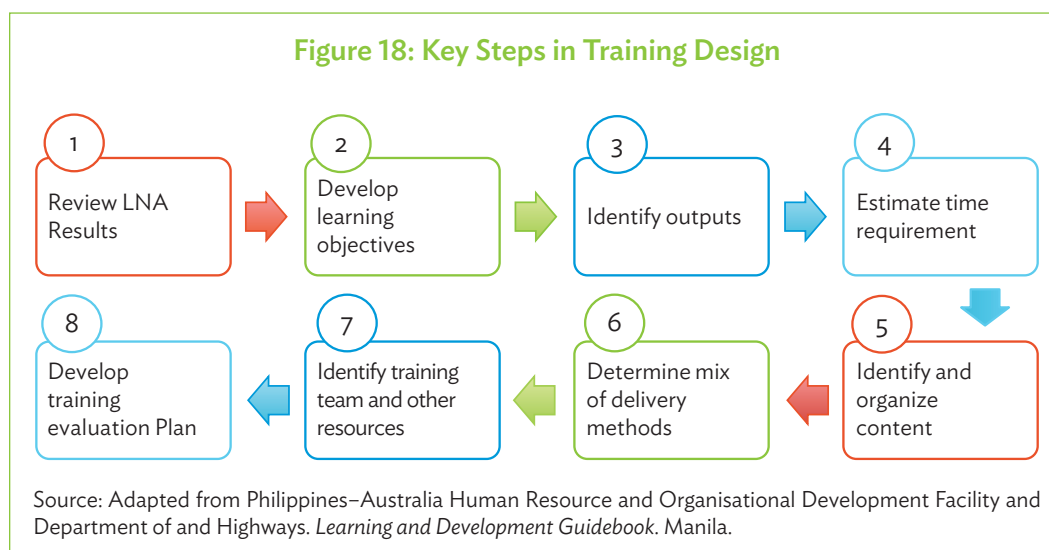 Figure 18: Key Steps in Training Design
1
Review LNA
Results
2
Develop
learning
objectives
3
Identify outputs
4
Estimate time
requirement
5
Identify and
organize
content
6
Determine mix
of delivery
methods
7
Identify training
team and other
resources
8
Develop
training
evaluation Plan
Source: Adapted from Philippines–Australia Human Resource and Organisational Development Facility and
Department of and Highways. Learning and Development Guidebook. Manila.